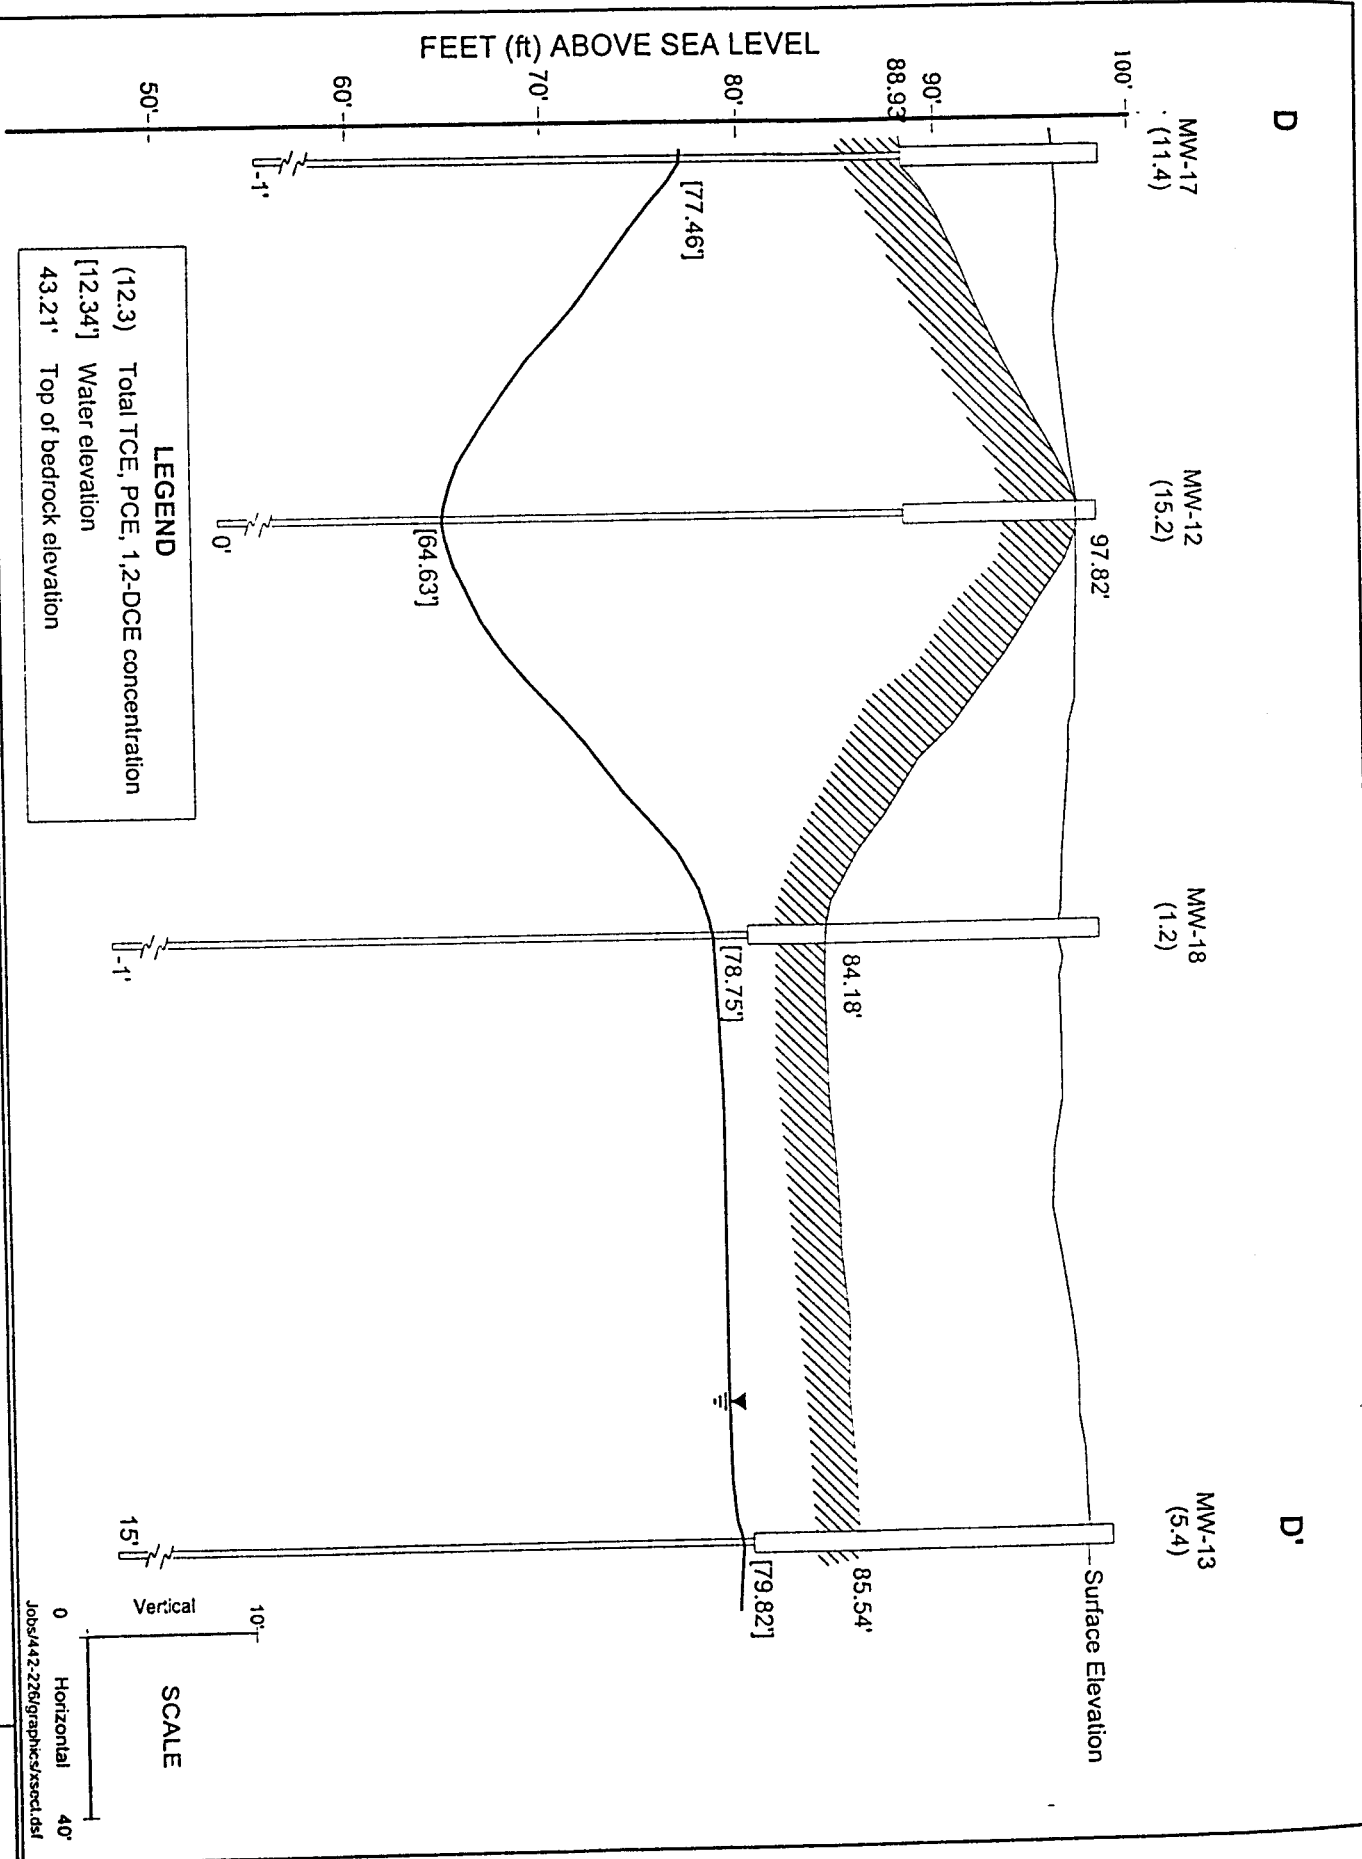 D
D'
MW-17
(11.4)
MW-12
(15.2)
MW-18
(1.2)
MW-13
(5.4)
FEET (ft) ABOVE SEA LEVEL
100'
90'
88.93'
80'
70'
60'
50'
97.82'
84.18'
85.54'
Surface Elevation
[77.46']
[64.63']
[78.75']
[79.82']
-1'
0'
-1'
15'
LEGEND
(12.3) Total TCE, PCE, 1,2-DCE concentration
[12.34'] Water elevation
43.21' Top of bedrock elevation
SCALE
10'
Vertical
0 Horizontal 40'
Jobs/442-226/graphics/xsect.dsf